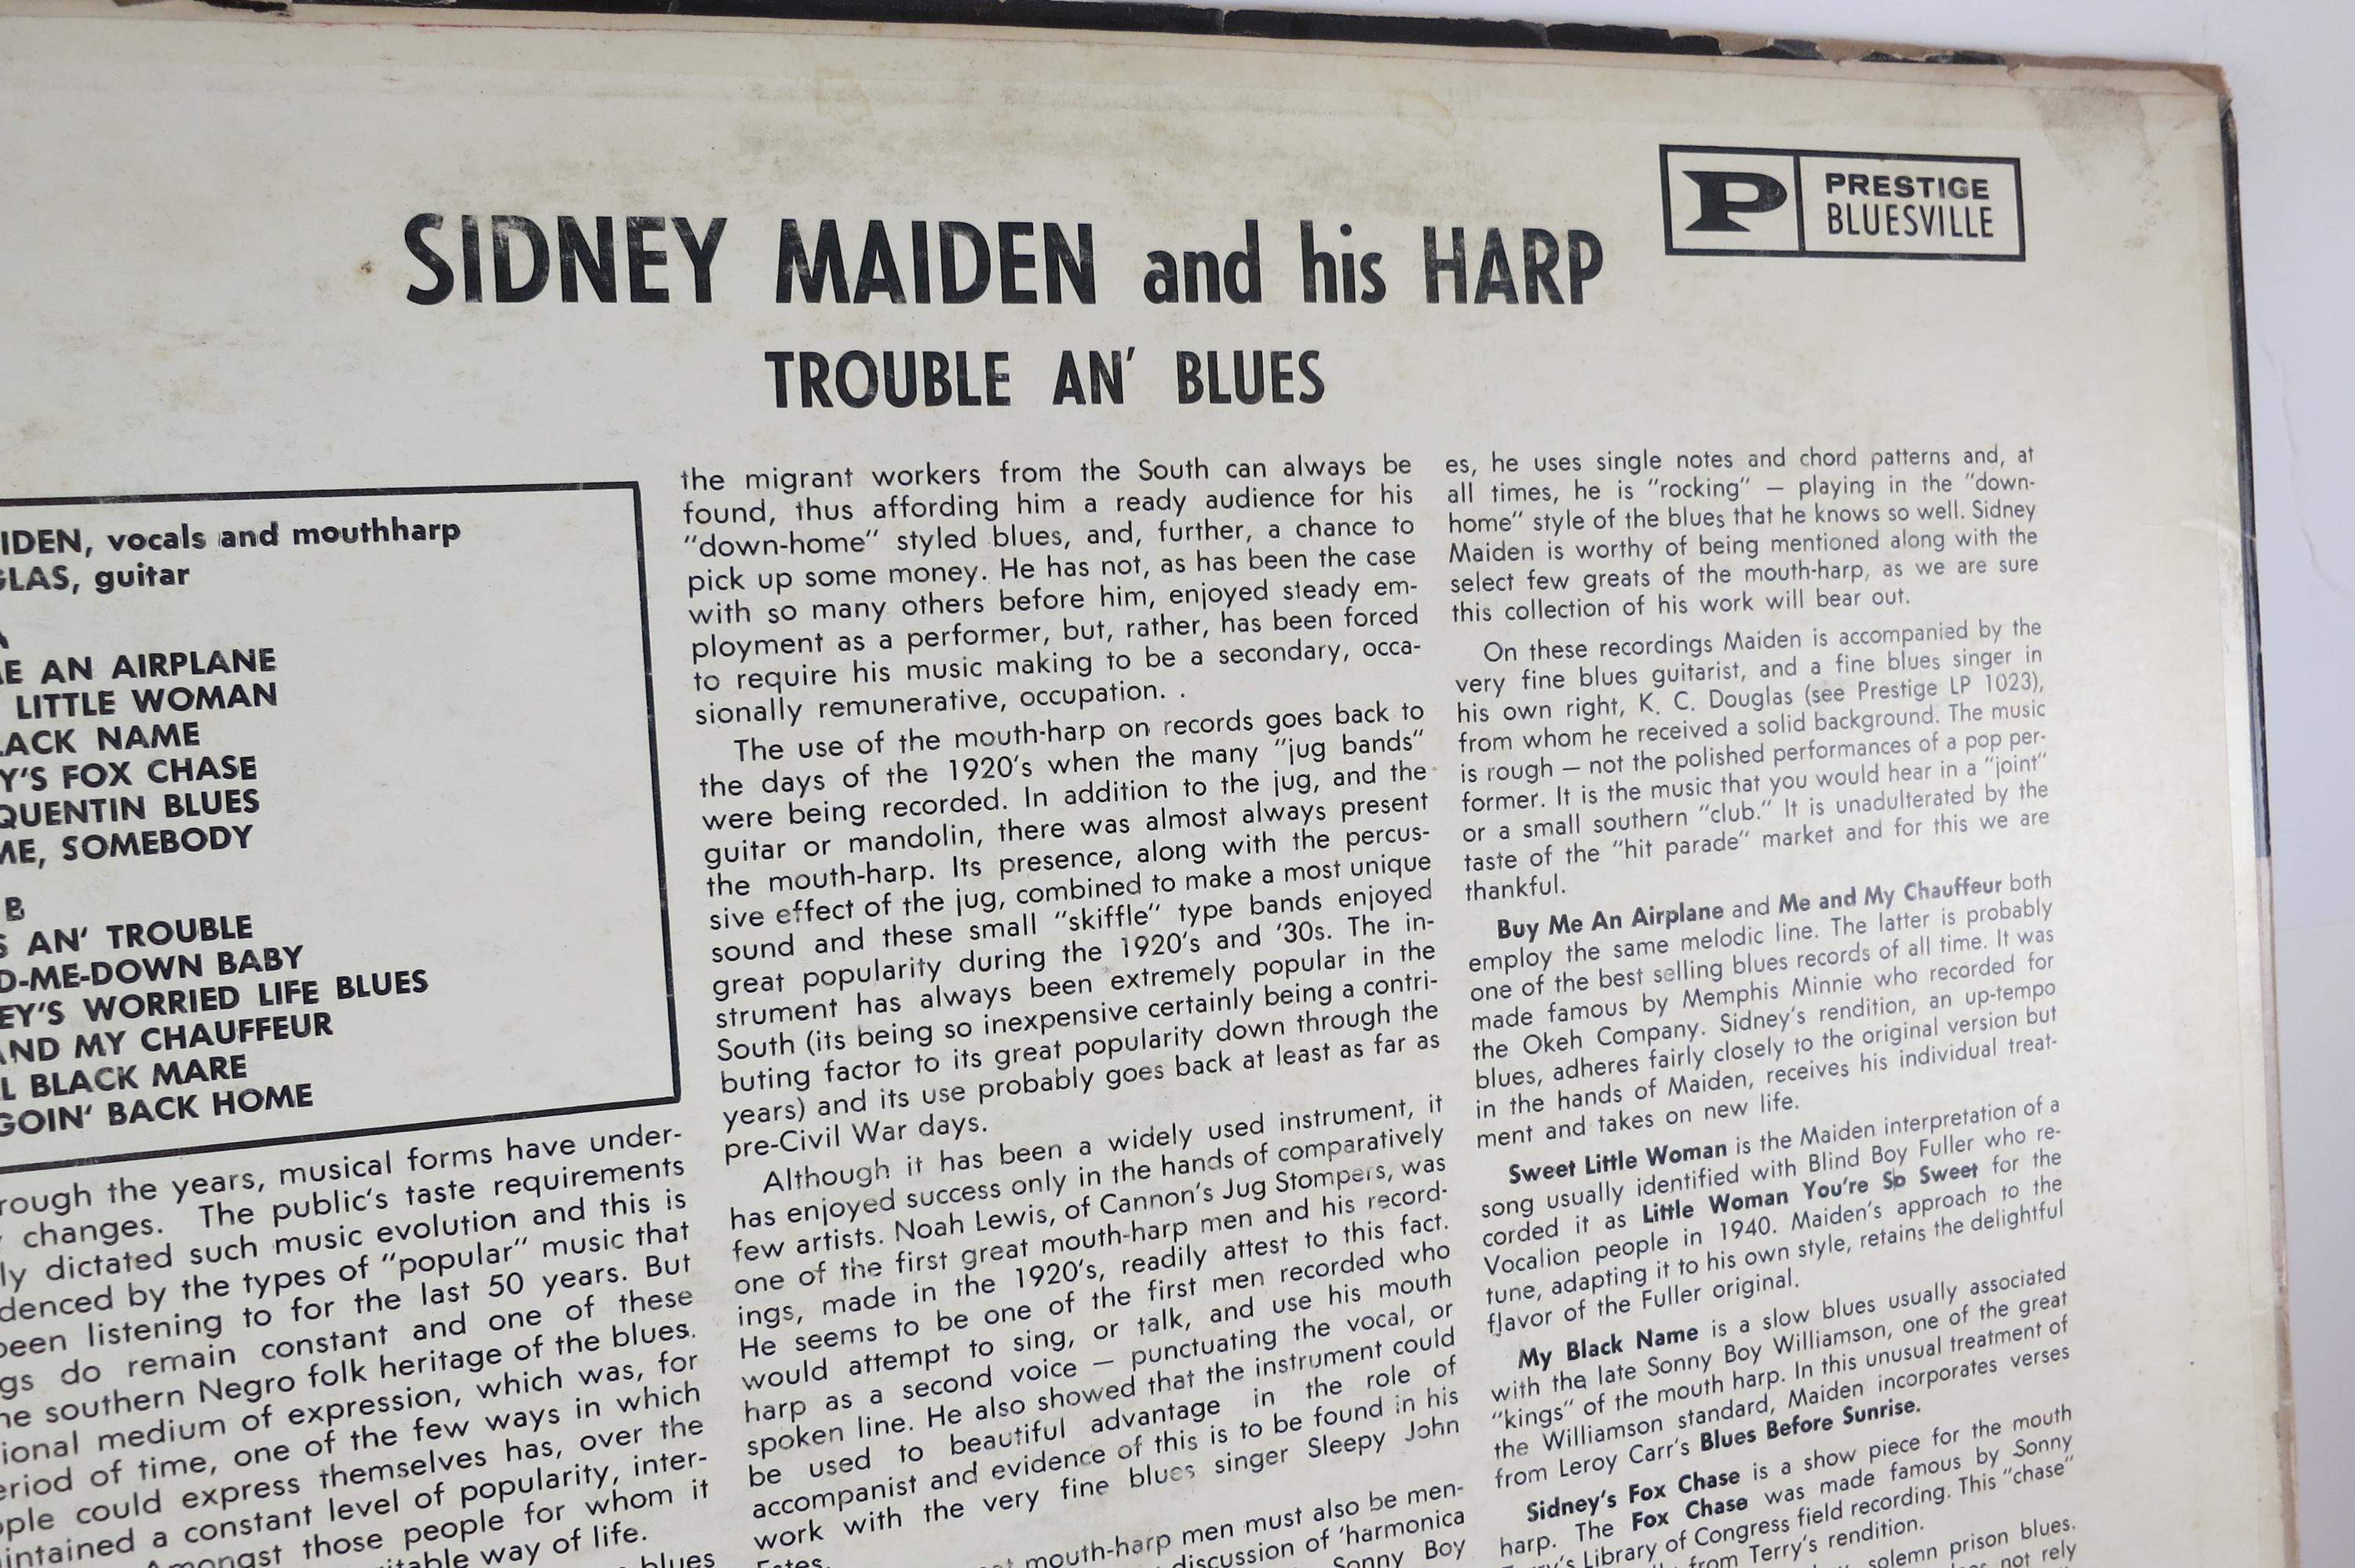 PRESTIGE
BLUESVILLE
P
SIDNEY MAIDEN and his HARP
TROUBLE AN' BLUES
IDEN, vocals and mouthharp
GLAS, guitar
E AN AIRPLANE
LITTLE WOMAN
LACK NAME
Y'S FOX CHASE
QUENTIN BLUES
ME, SOMEBODY
B
S AN' TROUBLE
D-ME-DOWN BABY
EY'S WORRIED LIFE BLUES
AND MY CHAUFFEUR
L BLACK MARE
GOIN' BACK HOME
rough the years, musical forms have under-
changes. The public's taste requirements
ly dictated such music evolution and this is
denced by the types of "popular" music that
been listening to for the last 50 years. But
gs do remain constant and one of these
he southern Negro folk heritage of the blues.
ional medium of expression, which was, for
eriod of time, one of the few ways in which
ople could express themselves has, over the
intained a constant level of popularity, inter-
Amongst those people for whom it
table way of life.
blues
the migrant workers from the South can always be
found, thus affording him a ready audience for his
"down-home" styled blues, and, further, a chance to
pick up some money. He has not, as has been the case
with so many others before him, enjoyed steady em-
ployment as a performer, but, rather, has been forced
to require his music making to be a secondary, occa-
sionally remunerative, occupation. .
The use of the mouth-harp on records goes back to
the days of the 1920's when the many "jug bands"
were being recorded. In addition to the jug, and the
guitar or mandolin, there was almost always present
the mouth-harp. Its presence, along with the percus-
sive effect of the jug, combined to make a most unique
sound and these small "skiffle" type bands enjoyed
great popularity during the 1920's and '30s. The in-
strument has always been extremely popular in the
South (its being so inexpensive certainly being a contri-
buting factor to its great popularity down through the
years) and its use probably goes back at least as far as
pre-Civil War days.
Although it has been a widely used instrument, it
has enjoyed success only in the hands of comparatively
few artists. Noah Lewis, of Cannon's Jug Stompers, was
one of the first great mouth-harp men and his record-
ings, made in the 1920's, readily attest to this fact.
He seems to be one of the first men recorded who
would attempt to sing, or talk, and use his mouth
harp as a second voice — punctuating the vocal, or
spoken line. He also showed that the instrument could
be used to beautiful advantage in the role of
accompanist and evidence of this is to be found in his
work with the very fine blues singer Sleepy John
Estes.
mouth-harp men must also be men-
discussion of 'harmonica
Sonny Boy
es, he uses single notes and chord patterns and, at
all times, he is "rocking" — playing in the "down-
home" style of the blues that he knows so well. Sidney
Maiden is worthy of being mentioned along with the
select few greats of the mouth-harp, as we are sure
this collection of his work will bear out.
On these recordings Maiden is accompanied by the
very fine blues guitarist, and a fine blues singer in
his own right, K. C. Douglas (see Prestige LP 1023),
from whom he received a solid background. The music
is rough — not the polished performances of a pop per-
former. It is the music that you would hear in a "joint"
or a small southern "club." It is unadulterated by the
taste of the "hit parade" market and for this we are
thankful.
Buy Me An Airplane and Me and My Chauffeur both
employ the same melodic line. The latter is probably
one of the best selling blues records of all time. It was
made famous by Memphis Minnie who recorded for
the Okeh Company. Sidney's rendition, an up-tempo
blues, adheres fairly closely to the original version but
in the hands of Maiden, receives his individual treat-
ment and takes on new life.
Sweet Little Woman is the Maiden interpretation of a
song usually identified with Blind Boy Fuller who re-
corded it as Little Woman You're So Sweet for the
Vocalion people in 1940. Maiden's approach to the
tune, adapting it to his own style, retains the delightful
flavor of the Fuller original.
My Black Name is a slow blues usually associated
with the late Sonny Boy Williamson, one of the great
"kings" of the mouth harp. In this unusual treatment of
the Williamson standard, Maiden incorporates verses
from Leroy Carr's Blues Before Sunrise.
Sidney's Fox Chase is a show piece for the mouth
harp. The Fox Chase was made famous by Sonny
Terry's Library of Congress field recording. This "chase"
from Terry's rendition.
solemn prison blues.
not rely